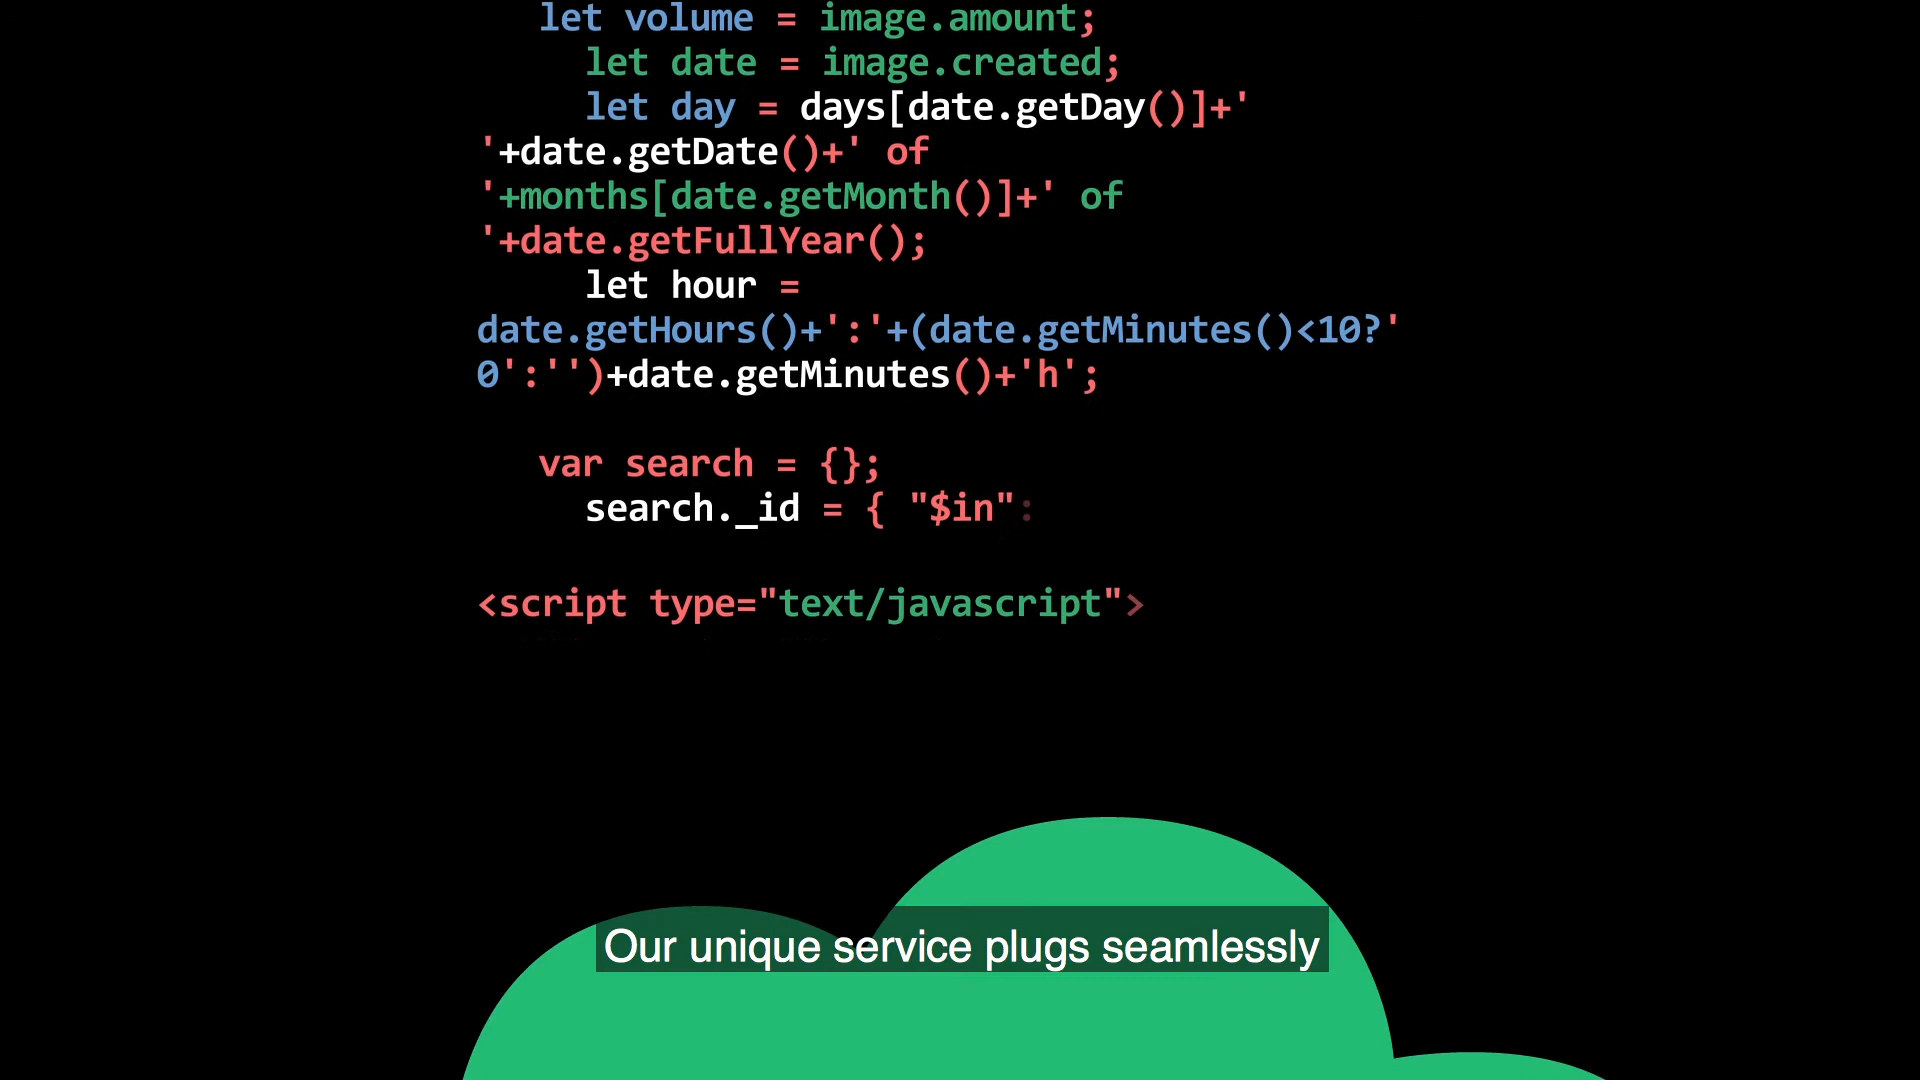 let volume = image.amount;
let date = image.created;
let day = days[date.getDay()]+'
'+date.getDate()+' of
'+months[date.getMonth()]+' of
'+date.getFullYear();
let hour =
date.getHours()+':'+(date.getMinutes()<10?'
0':'')+date.getMinutes()+'h';
var search = {};
search._id = { "$in":
<script type="text/javascript">
Our unique service plugs seamlessly